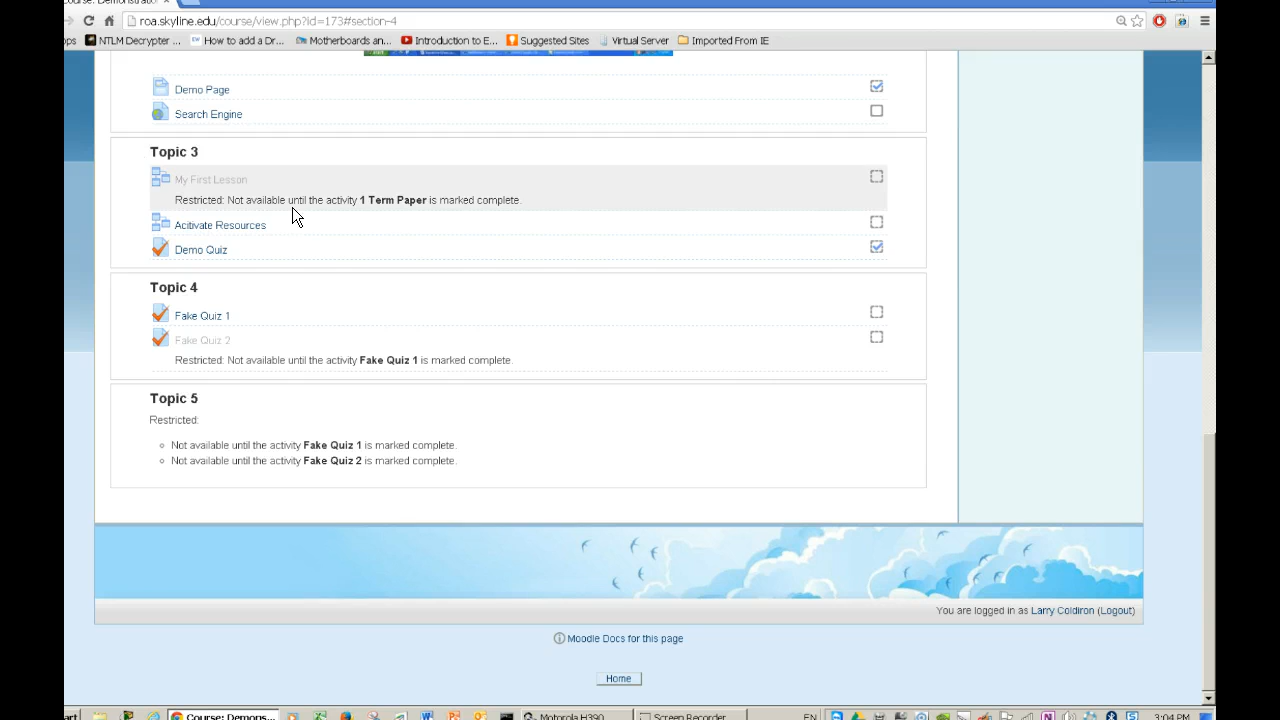 Course: Demonstratio
roa.skyline.edu/course/view.php?id=173#section-4
NTLM Decrypter ... How to add a Dr... Motherboards an... Introduction to E... Suggested Sites Virtual Server Imported From IE
Demo Page
Search Engine
Topic 3
My First Lesson
Restricted: Not available until the activity 1 Term Paper is marked complete.
Acitivate Resources
Demo Quiz
Topic 4
Fake Quiz 1
Fake Quiz 2
Restricted: Not available until the activity Fake Quiz 1 is marked complete.
Topic 5
Restricted:
Not available until the activity Fake Quiz 1 is marked complete.
Not available until the activity Fake Quiz 2 is marked complete.
You are logged in as Larry Coldiron (Logout)
Moodle Docs for this page
Home
Course: Demons... Motorola H390 Screen Recorder EN 3:04 PM